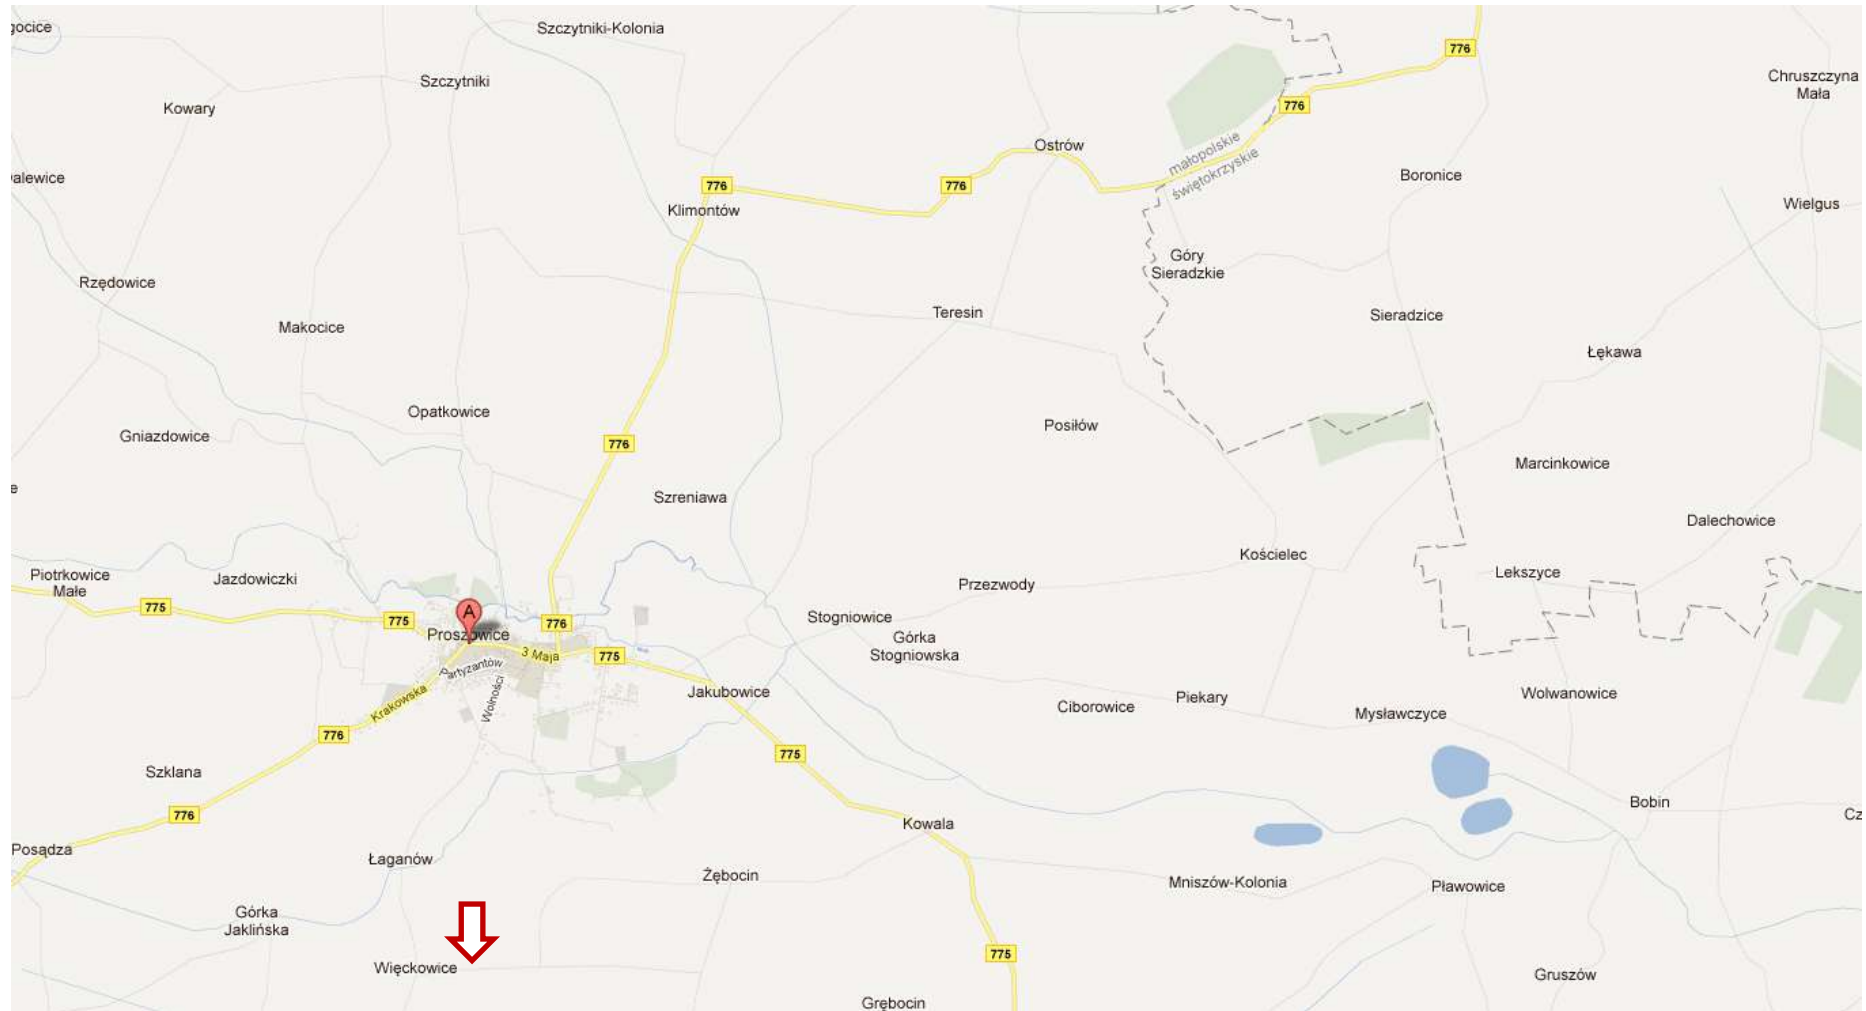 Szczytniki-Kolonia
776
Szczytniki
Chruszczyna
Mała
Kowary
776
Ostrów
małopolskie
świętokrzyskie
alewice
Boronice
776
776
Klimontów
Wielgus
Góry
Sieradzkie
Rzędowice
Teresin
Sieradzice
Makocice
Łękawa
Opatkowice
Posiłów
Gniazdowice
776
Marcinkowice
e
Szreniawa
Dalechowice
Kościelec
Piotrkowice
Małe
Jazdowiczki
Przezwody
Lekszyce
775
A
775
776
Stogniowice
Proszowice
Górka
Stogniowska
3 Maja
775
Partyzantów
Wolności
Krakowska
Jakubowice
Ciborowice
Piekary
Wolwanowice
Mysławczyce
776
775
Szklana
Bobin
776
Cz
Kowala
Posądza
Łaganów
Żębocin
Mniszów-Kolonia
Pławowice
Górka
Jaklińska
775
Więckowice
Gruszów
Grębocin